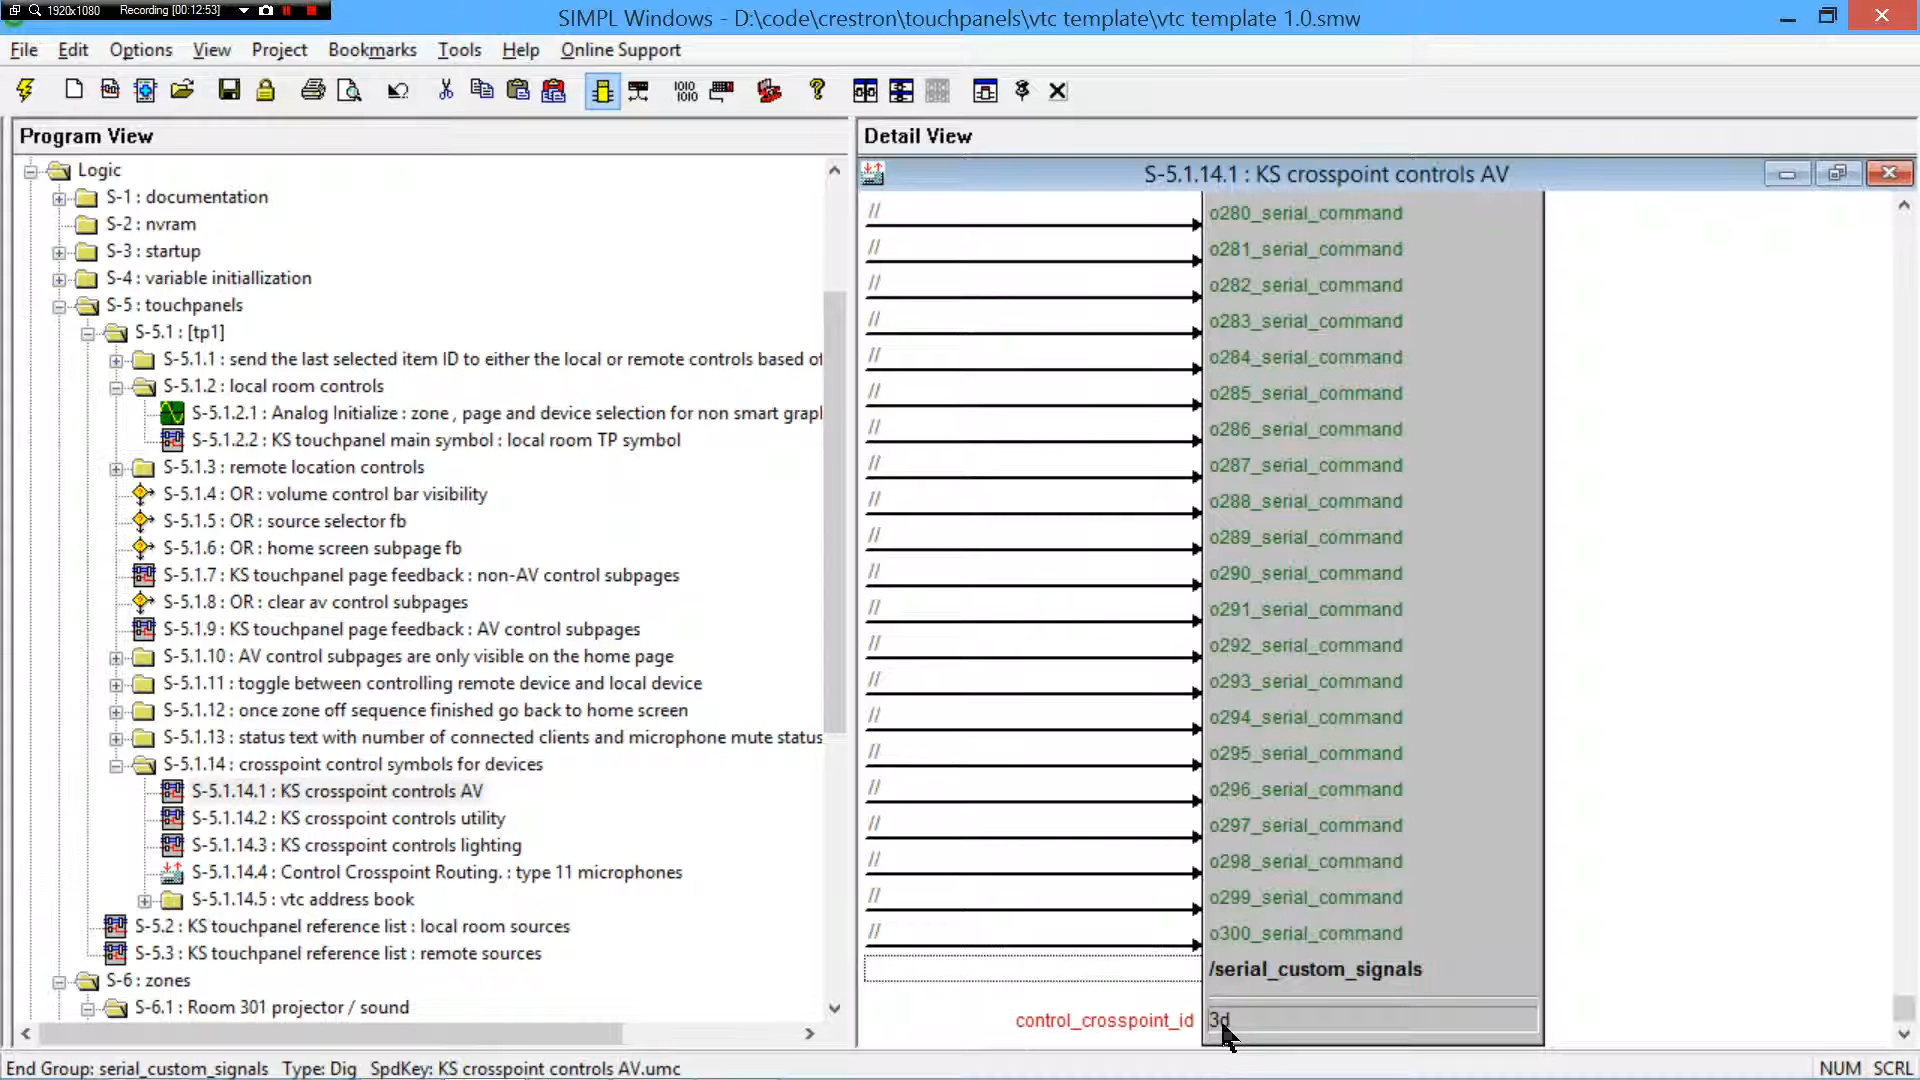 1920x1080 Recording [00:12:53]
SIMPL Windows - D:\code\crestron\touchpanels\vtc template\vtc template 1.0.smw
File Edit Options View Project Bookmarks Tools Help Online Support
Program View
Logic
S-1 : documentation
S-2 : nvram
S-3 : startup
S-4 : variable initiallization
S-5 : touchpanels
S-5.1 : [tp1]
S-5.1.1 : send the last selected item ID to either the local or remote controls based of
S-5.1.2 : local room controls
S-5.1.2.1 : Analog Initialize : zone , page and device selection for non smart grapl
S-5.1.2.2 : KS touchpanel main symbol : local room TP symbol
S-5.1.3 : remote location controls
S-5.1.4 : OR : volume control bar visibility
S-5.1.5 : OR : source selector fb
S-5.1.6 : OR : home screen subpage fb
S-5.1.7 : KS touchpanel page feedback : non-AV control subpages
S-5.1.8 : OR : clear av control subpages
S-5.1.9 : KS touchpanel page feedback : AV control subpages
S-5.1.10 : AV control subpages are only visible on the home page
S-5.1.11 : toggle between controlling remote device and local device
S-5.1.12 : once zone off sequence finished go back to home screen
S-5.1.13 : status text with number of connected clients and microphone mute status
S-5.1.14 : crosspoint control symbols for devices
S-5.1.14.1 : KS crosspoint controls AV
S-5.1.14.2 : KS crosspoint controls utility
S-5.1.14.3 : KS crosspoint controls lighting
S-5.1.14.4 : Control Crosspoint Routing. : type 11 microphones
S-5.1.14.5 : vtc address book
S-5.2 : KS touchpanel reference list : local room sources
S-5.3 : KS touchpanel reference list : remote sources
S-6 : zones
S-6.1 : Room 301 projector / sound
Detail View
S-5.1.14.1 : KS crosspoint controls AV
// o280_serial_command
// o281_serial_command
// o282_serial_command
// o283_serial_command
// o284_serial_command
// o285_serial_command
// o286_serial_command
// o287_serial_command
// o288_serial_command
// o289_serial_command
// o290_serial_command
// o291_serial_command
// o292_serial_command
// o293_serial_command
// o294_serial_command
// o295_serial_command
// o296_serial_command
// o297_serial_command
// o298_serial_command
// o299_serial_command
// o300_serial_command
/serial_custom_signals
control_crosspoint_id 3d
End Group: serial_custom_signals Type: Dig SpdKey: KS crosspoint controls AV.umc
NUM SCRL